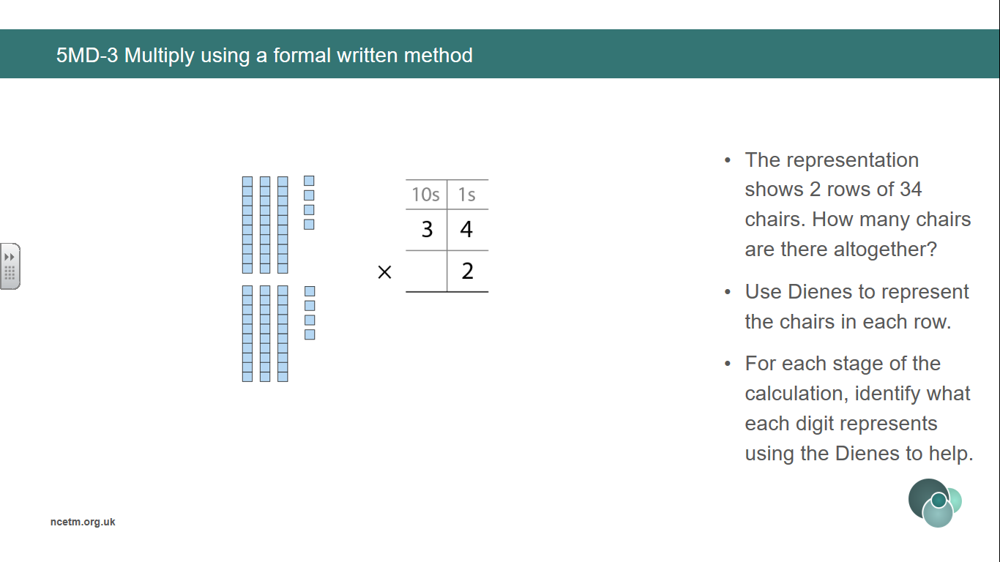 5MD-3 Multiply using a formal written method
10s 1s
3 4
× 2
• The representation
shows 2 rows of 34
chairs. How many chairs
are there altogether?
• Use Dienes to represent
the chairs in each row.
• For each stage of the
calculation, identify what
each digit represents
using the Dienes to help.
ncetm.org.uk